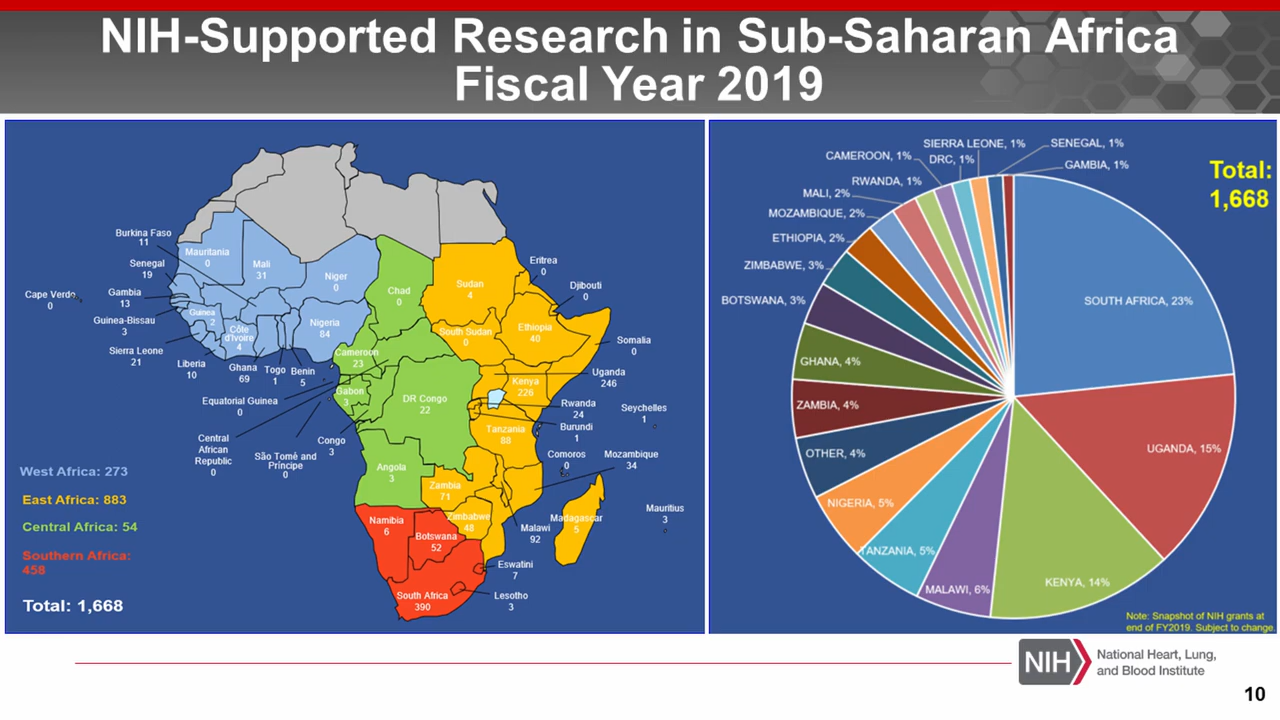 NIH-Supported Research in Sub-Saharan Africa
Fiscal Year 2019
Burkina Faso
11
Senegal
19
Cape Verde
0
Gambia
13
Guinea-Bissau
3
Sierra Leone
21
Mauritania
0
Mali
31
Niger
0
Guinea
2
Côte
d'Ivoire
4
Nigeria
84
Liberia
10
Ghana
69
Togo
1
Benin
5
Equatorial Guinea
0
Central
African
Republic
0
São Tomé and
Príncipe
0
Congo
3
Chad
0
Cameroon
23
Gabon
3
DR Congo
22
Angola
3
Sudan
4
South Sudan
0
Eritrea
0
Djibouti
0
Ethiopia
40
Somalia
0
Uganda
246
Kenya
226
Rwanda
24
Burundi
1
Seychelles
1
Tanzania
88
Comoros
0
Mozambique
34
Zambia
71
Zimbabwe
48
Malawi
92
Madagascar
5
Mauritius
3
Namibia
6
Botswana
52
Eswatini
7
South Africa
390
Lesotho
3
West Africa: 273
East Africa: 883
Central Africa: 54
Southern Africa:
458
Total: 1,668
Total:
1,668
SIERRA LEONE, 1%
SENEGAL, 1%
CAMEROON, 1%
DRC, 1%
GAMBIA, 1%
RWANDA, 1%
MALI, 2%
MOZAMBIQUE, 2%
ETHIOPIA, 2%
ZIMBABWE, 3%
BOTSWANA, 3%
SOUTH AFRICA, 23%
GHANA, 4%
ZAMBIA, 4%
OTHER, 4%
UGANDA, 15%
NIGERIA, 5%
TANZANIA, 5%
MALAWI, 6%
KENYA, 14%
Note: Snapshot of NIH grants at
end of FY2019. Subject to change.
NIH
National Heart, Lung,
and Blood Institute
10